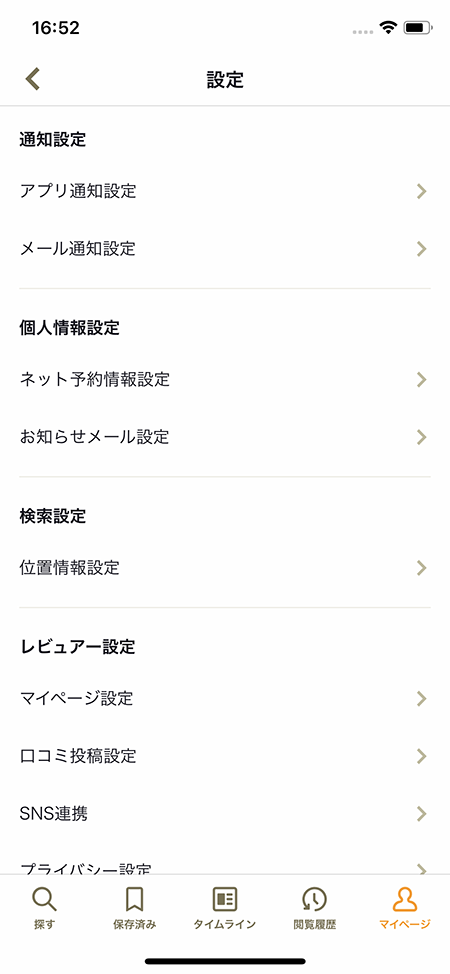 16:52
設定
通知設定
アプリ通知設定
メール通知設定
個人情報設定
ネット予約情報設定
お知らせメール設定
検索設定
位置情報設定
レビュアー設定
マイページ設定
口コミ投稿設定
SNS連携
プライバシー設定
探す 保存済み タイムライン 閲覧履歴 マイページ